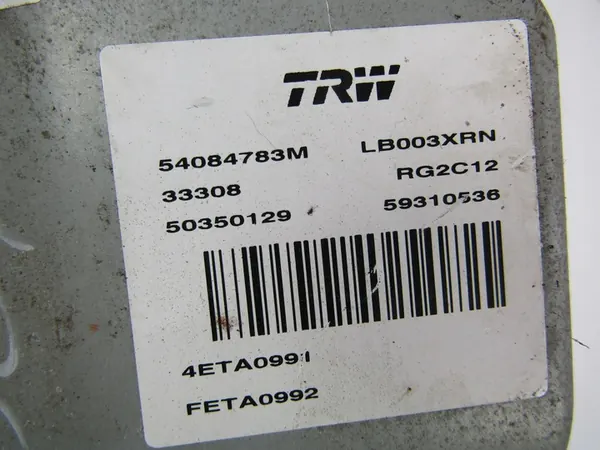 TRW
54084783M LB003XRN
33308 RG2C12
50350129 59310536
4ETA0991
FETA0992